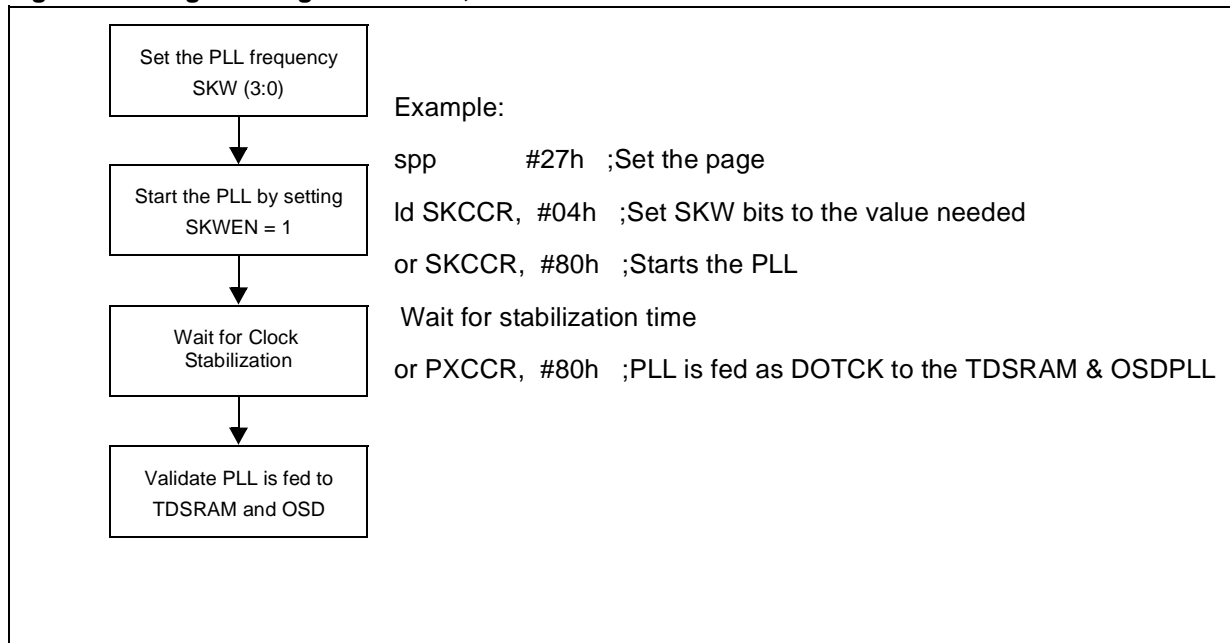 Set the PLL frequency
SKW (3:0)
Start the PLL by setting
SKWEN = 1
Wait for Clock
Stabilization
Validate PLL is fed to
TDSRAM and OSD
Example:
spp #27h ;Set the page
ld SKCCR, #04h ;Set SKW bits to the value needed
or SKCCR, #80h ;Starts the PLL
Wait for stabilization time
or PXCCR, #80h ;PLL is fed as DOTCK to the TDSRAM & OSDPLL